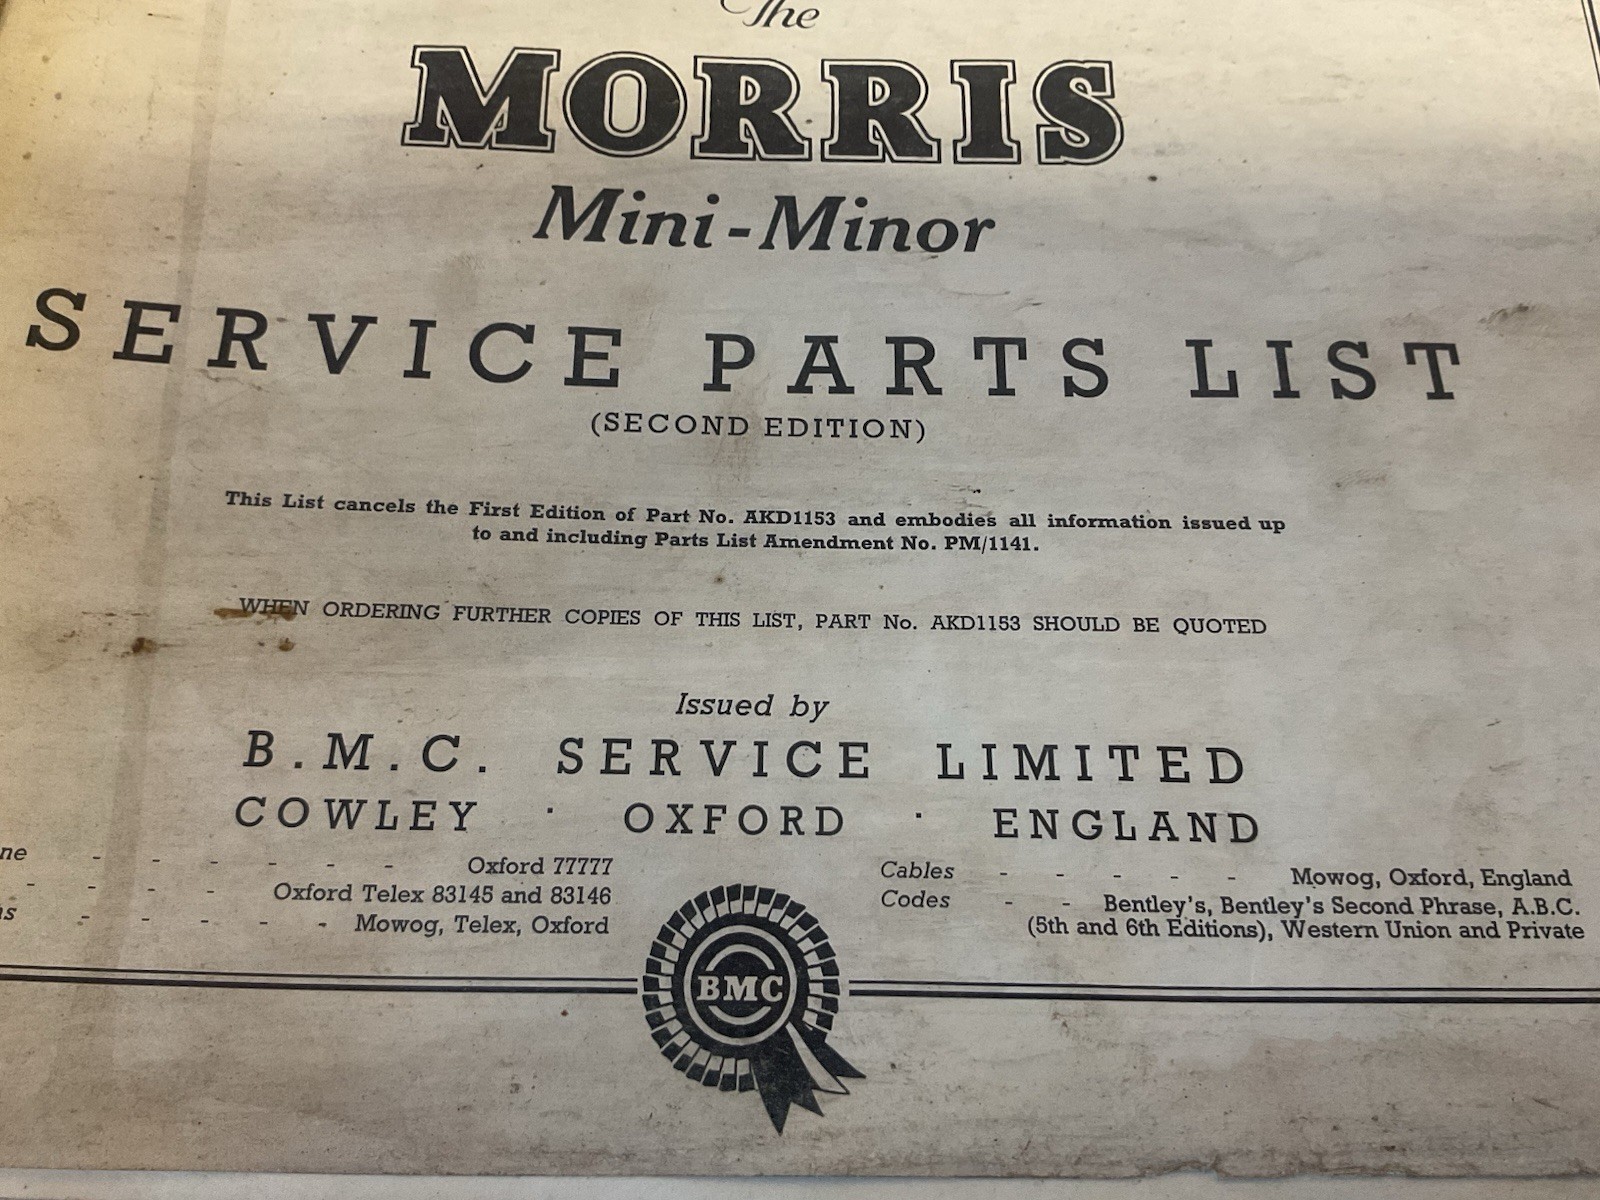 The
MORRIS
Mini-Minor
SERVICE PARTS LIST
(SECOND EDITION)
This List cancels the First Edition of Part No. AKD1153 and embodies all information issued up
to and including Parts List Amendment No. PM/1141.
WHEN ORDERING FURTHER COPIES OF THIS LIST, PART No. AKD1153 SHOULD BE QUOTED
Issued by
B.M.C. SERVICE LIMITED
COWLEY · OXFORD · ENGLAND
ne - - - - - - Oxford 77777
- - - - Oxford Telex 83145 and 83146
s - - - - - Mowog, Telex, Oxford
Cables - - - - - Mowog, Oxford, England
Codes - - Bentley's, Bentley's Second Phrase, A.B.C.
(5th and 6th Editions), Western Union and Private
BMC